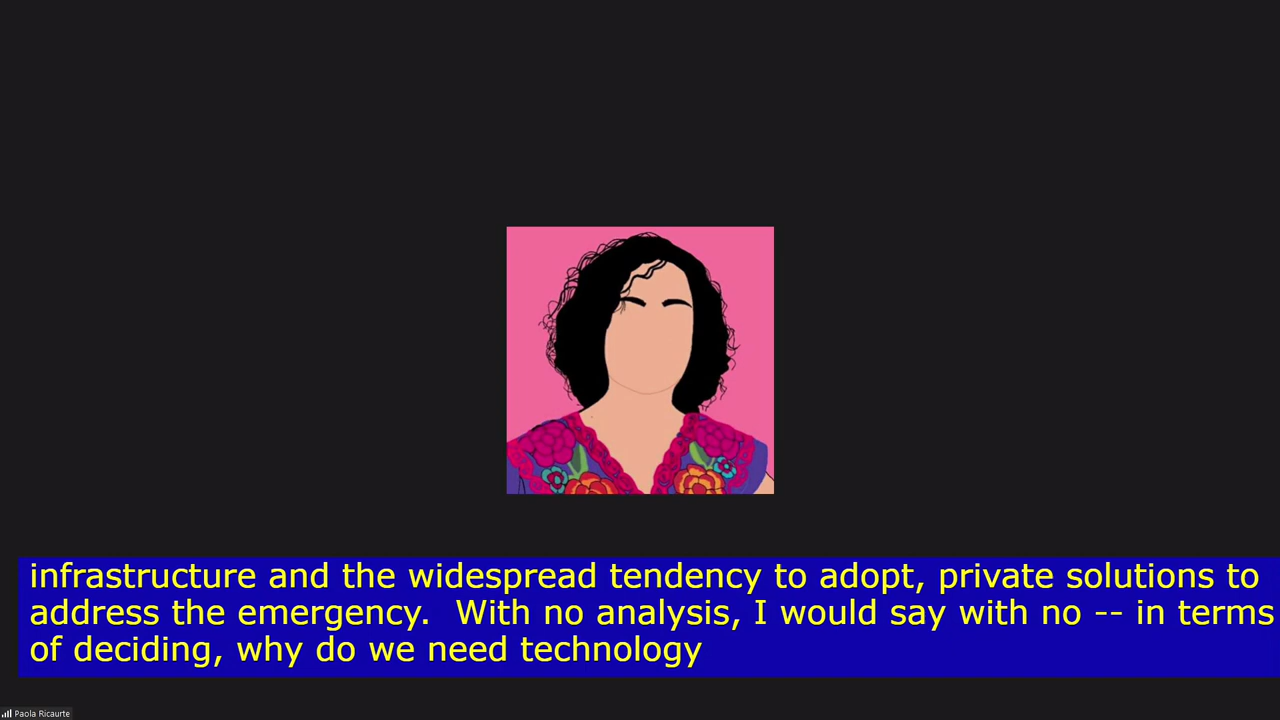 infrastructure and the widespread tendency to adopt, private solutions to
address the emergency.  With no analysis, I would say with no -- in terms
of deciding, why do we need technology
Paola Ricaurte